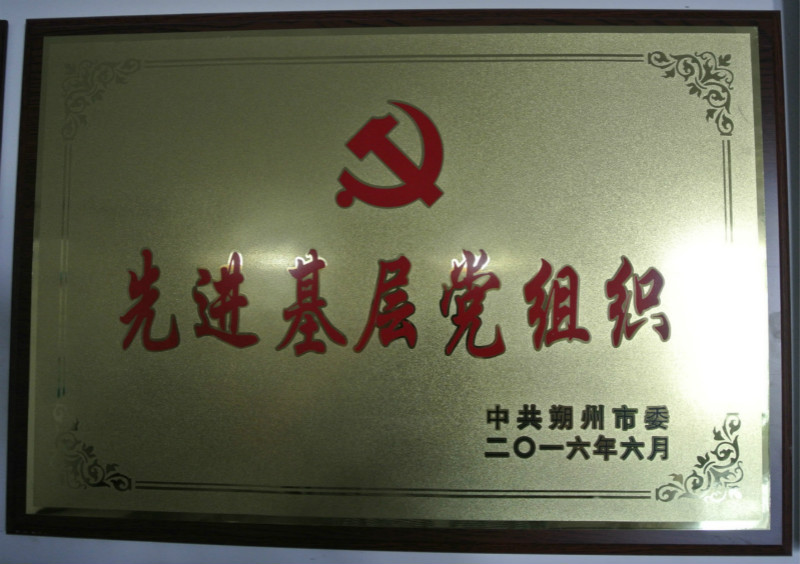 先进基层党组织
中共朔州市委
二〇一六年六月